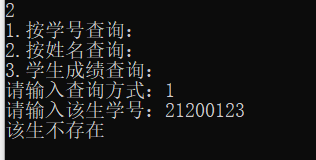 2
1.按学号查询：
2.按姓名查询：
3.学生成绩查询：
请输入查询方式：1
请输入该生学号：21200123
该生不存在